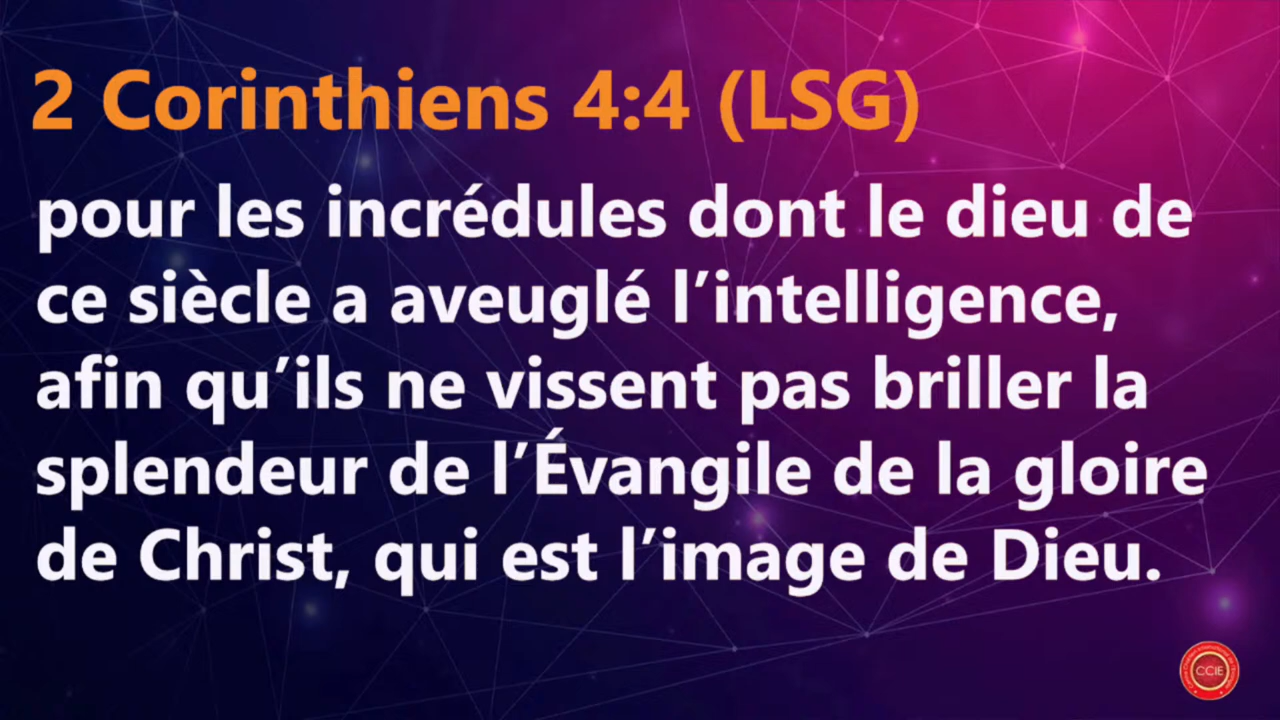 2 Corinthiens 4:4 (LSG)
pour les incrédules dont le dieu de
ce siècle a aveuglé l’intelligence,
afin qu’ils ne vissent pas briller la
splendeur de l’Évangile de la gloire
de Christ, qui est l’image de Dieu.
CCIE